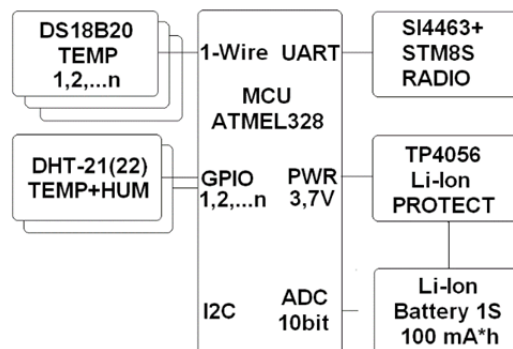 DS18B20
TEMP
1,2,...n
DHT-21(22)
TEMP+HUM
1-Wire UART
MCU
ATMEL328
GPIO PWR
1,2,...n 3,7V
I2C ADC
10bit
SI4463+
STM8S
RADIO
TP4056
Li-Ion
PROTECT
Li-Ion
Battery 1S
100 mA*h